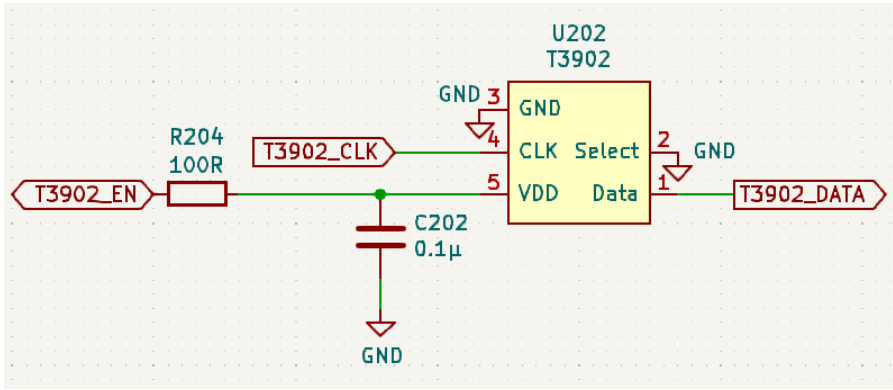 U202
T3902
GND 3
GND
R204
100R
T3902_CLK
4
CLK
Select
2
GND
T3902_EN
5
VDD
Data
1
T3902_DATA
C202
0.1µ
GND